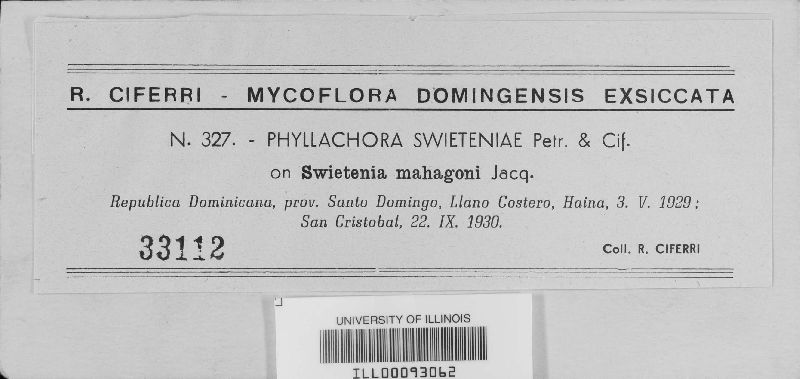 R. CIFERRI - MYCOFLORA DOMINGENSIS EXSICCATA
N. 327. - PHYLLACHORA SWIETENIAE Petr. & Cif.
on Swietenia mahagoni Jacq.
Republica Dominicana, prov. Santo Domingo, Llano Costero, Haina, 3. V. 1929;
San Cristobal, 22. IX. 1930.
33112
Coll. R. CIFERRI
UNIVERSITY OF ILLINOIS
ILL00093062